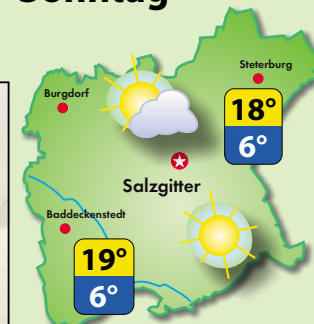 Sonntag
Steterburg
Burgdorf
18°
6°
Salzgitter
Baddeckenstedt
19°
6°